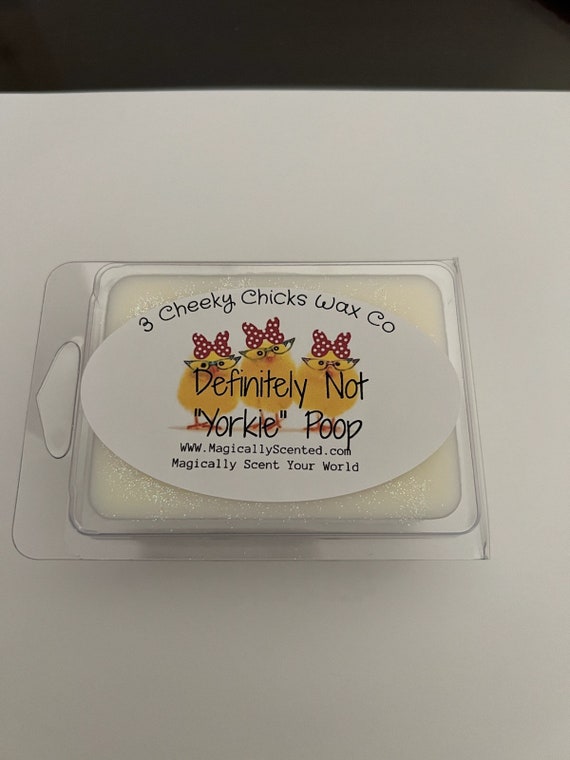 3 Cheeky Chicks Wax Co
Definitely Not
"Yorkie" Poop
WWW.MagicallyScented.com
Magically Scent Your World